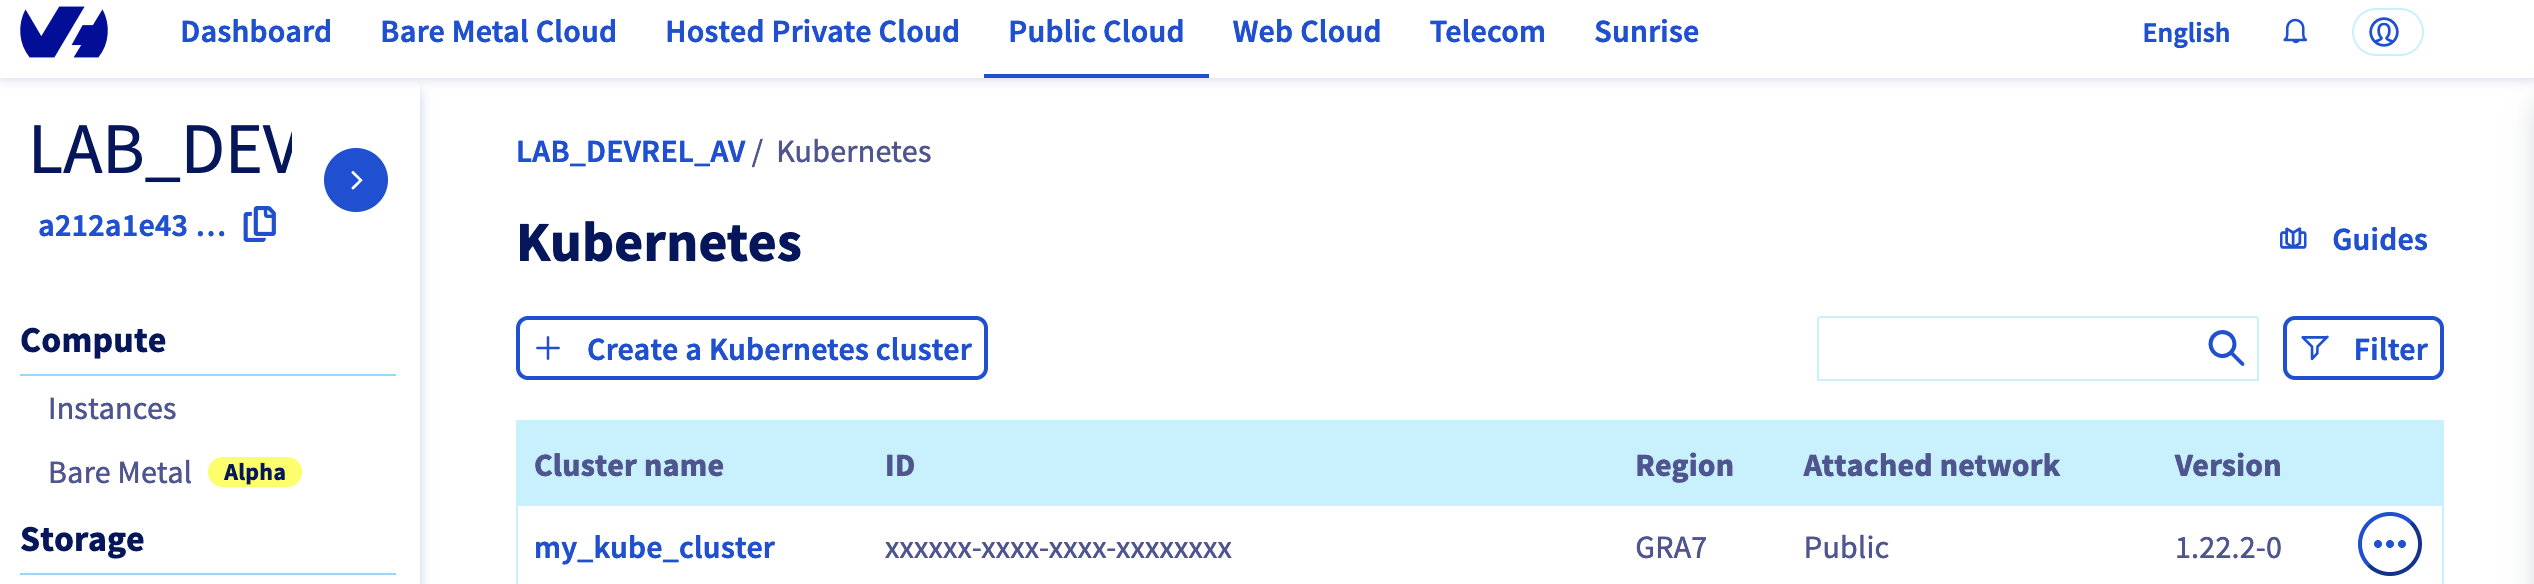 Dashboard Bare Metal Cloud Hosted Private Cloud Public Cloud Web Cloud Telecom Sunrise English
LAB_DEV
a212a1e43 ...
Compute
Instances
Bare Metal Alpha
Storage
LAB_DEVREL_AV / Kubernetes
Kubernetes
Guides
Create a Kubernetes cluster
Filter
Cluster name ID Region Attached network Version
my_kube_cluster xxxxxx-xxxx-xxxx-xxxxxxxx GRA7 Public 1.22.2-0